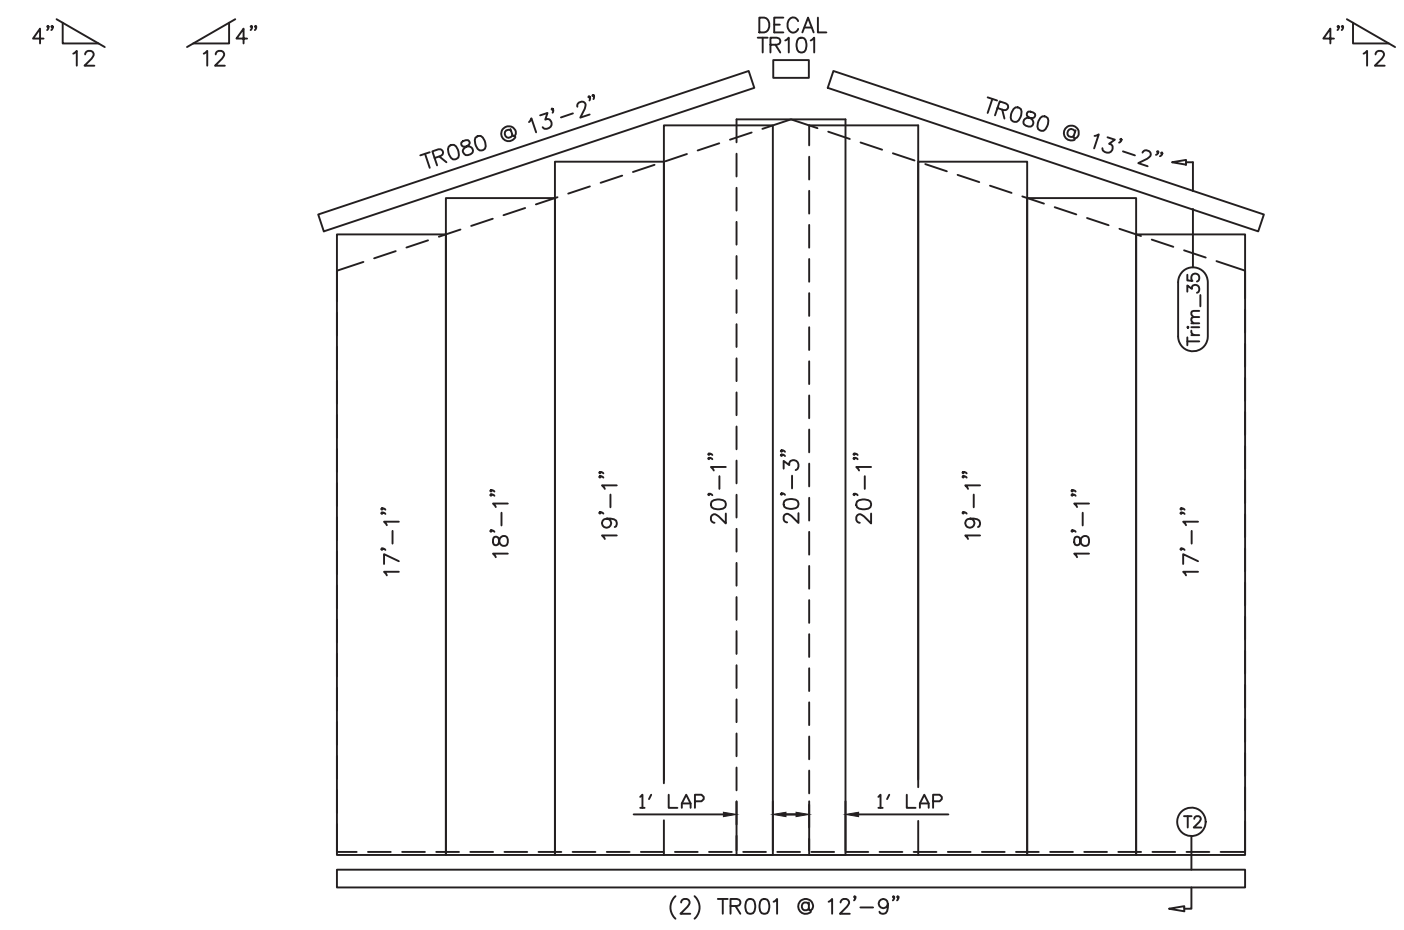 4" 4" DECAL 4"
12 12 TR101 12
TR080 @ 13'-2"
TR080 @ 13'-2"
Trim_35
17'-1"
18'-1"
19'-1"
20'-1"
20'-3"
20'-1"
19'-1"
18'-1"
17'-1"
1' LAP
1' LAP
T2
(2) TR001 @ 12'-9"